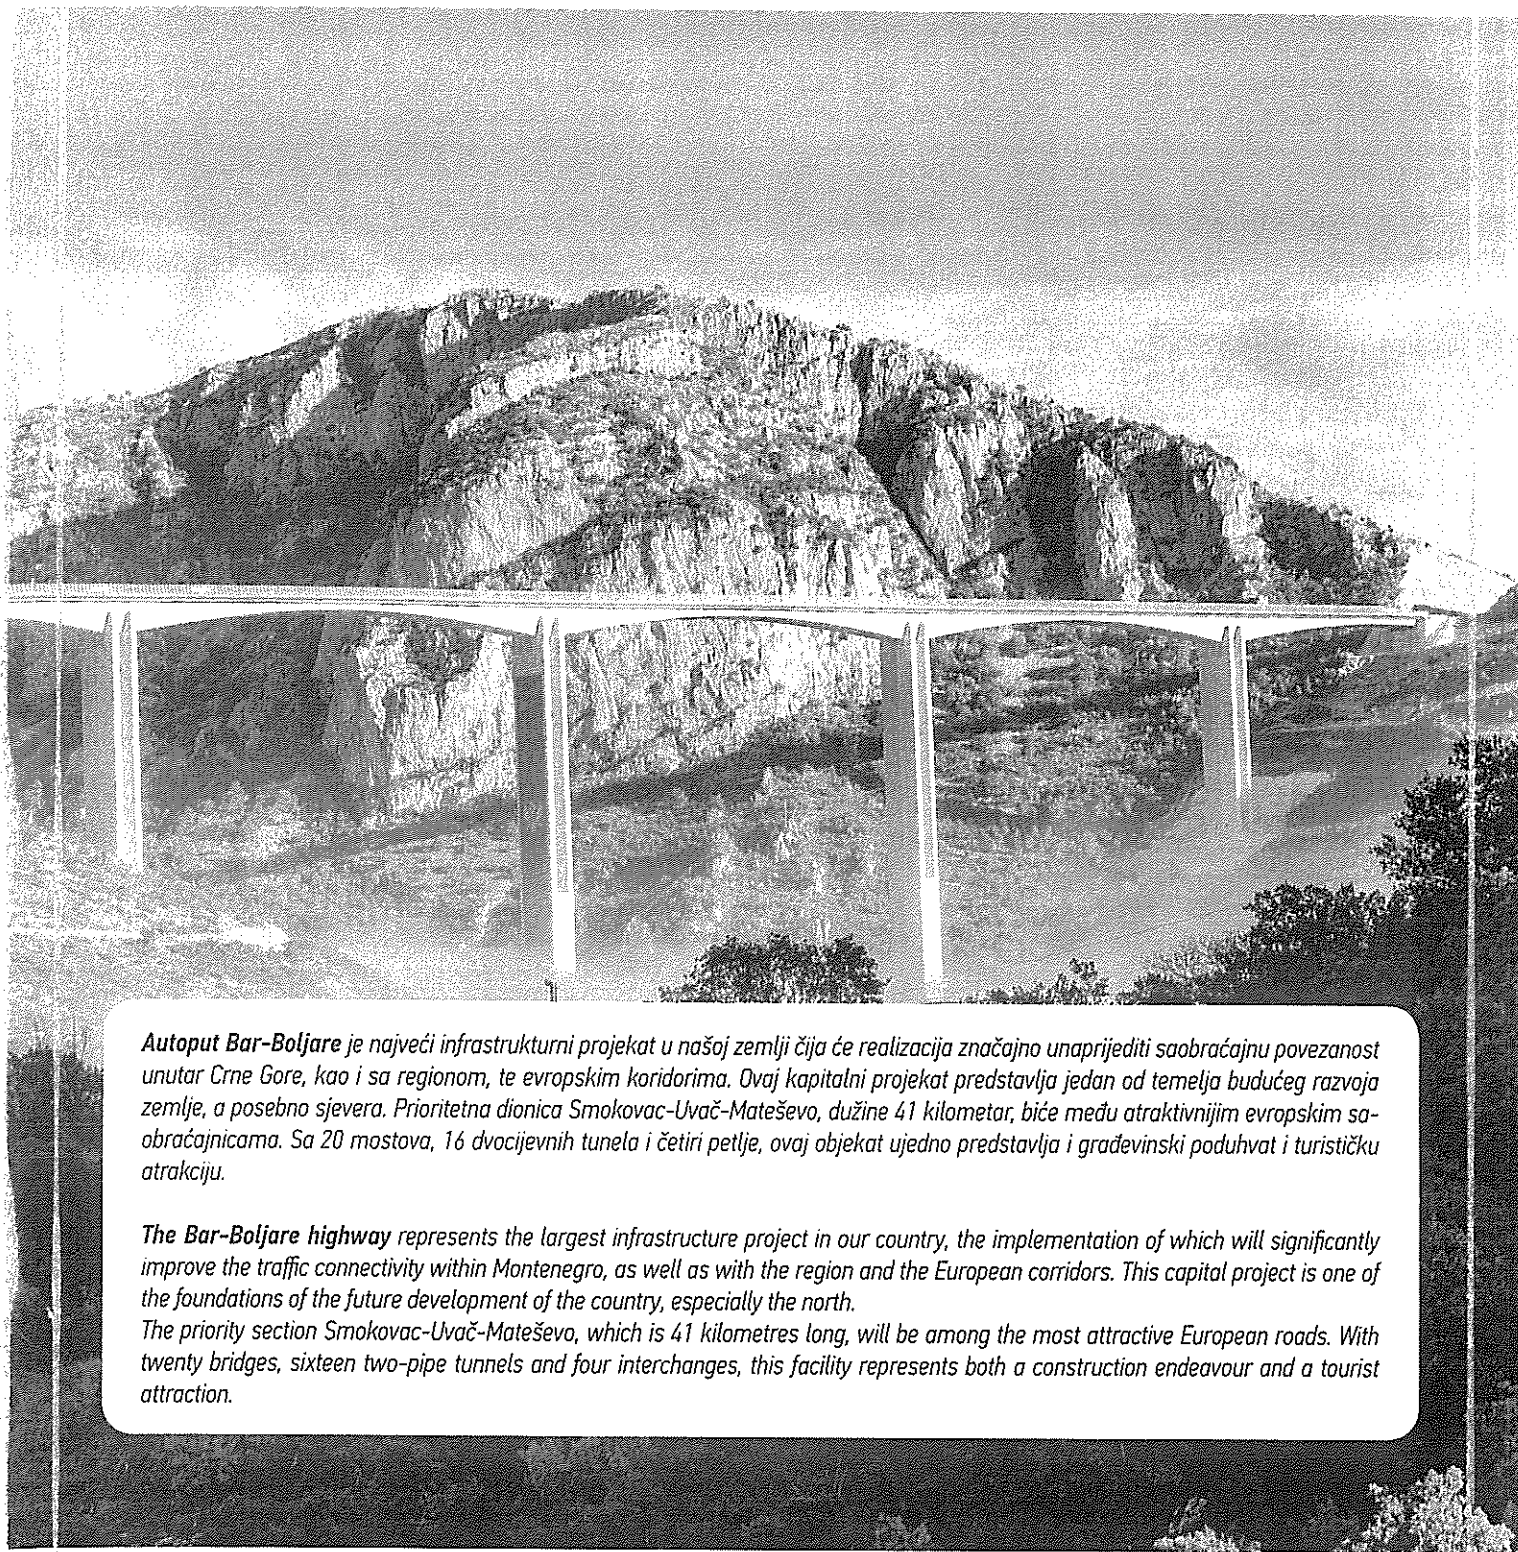 Autoput Bar-Boljare je najveći infrastrukturni projekat u našoj zemlji čija će realizacija značajno unaprijediti saobraćajnu povezanost
unutar Crne Gore, kao i sa regionom, te evropskim koridorima. Ovaj kapitalni projekat predstavlja jedan od temelja budućeg razvoja
zemlje, a posebno sjevera. Prioritetna dionica Smokovac-Uvač-Mateševo, dužine 41 kilometar, biće među atraktivnijim evropskim sa-
obraćajnicama. Sa 20 mostova, 16 dvocijevnih tunela i četiri petlje, ovaj objekat ujedno predstavlja i građevinski poduhvat i turističku
atrakciju.
The Bar-Boljare highway represents the largest infrastructure project in our country, the implementation of which will significantly
improve the traffic connectivity within Montenegro, as well as with the region and the European corridors. This capital project is one of
the foundations of the future development of the country, especially the north.
The priority section Smokovac-Uvač-Mateševo, which is 41 kilometres long, will be among the most attractive European roads. With
twenty bridges, sixteen two-pipe tunnels and four interchanges, this facility represents both a construction endeavour and a tourist
attraction.